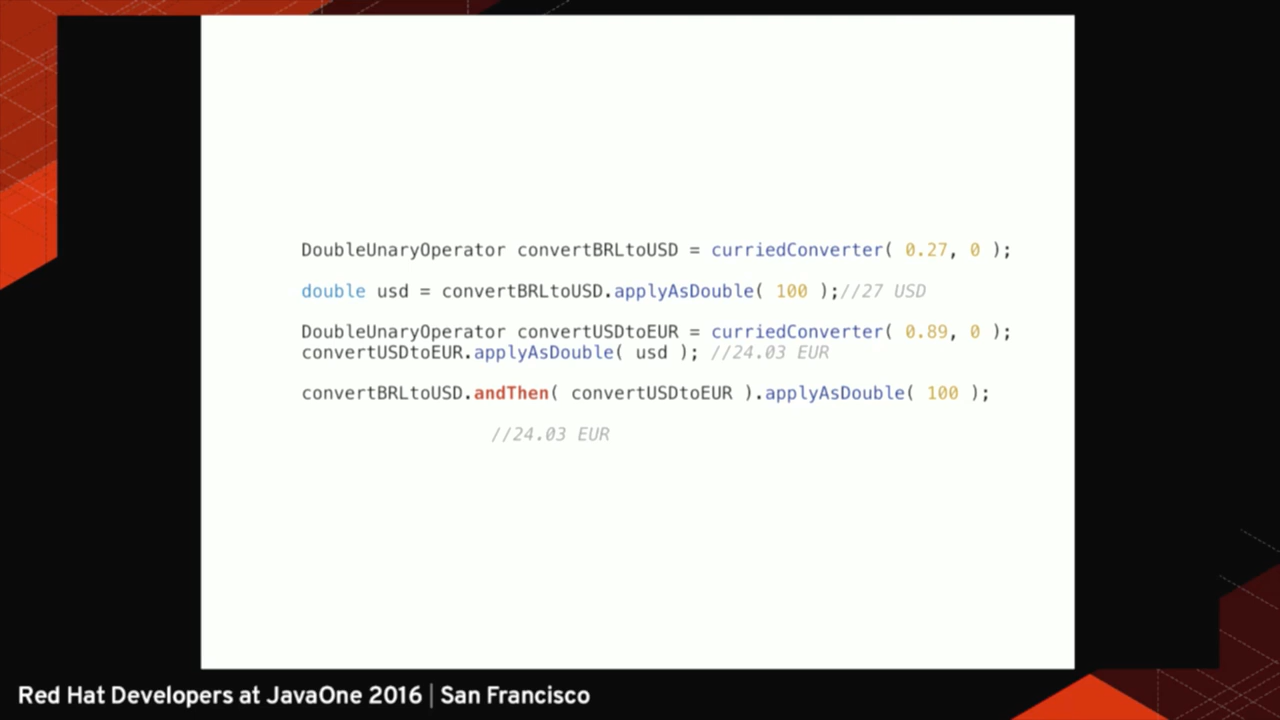 DoubleUnaryOperator convertBRLtoUSD = curriedConverter( 0.27, 0 );
double usd = convertBRLtoUSD.applyAsDouble( 100 );//27 USD
DoubleUnaryOperator convertUSDtoEUR = curriedConverter( 0.89, 0 );
convertUSDtoEUR.applyAsDouble( usd ); //24.03 EUR
convertBRLtoUSD.andThen( convertUSDtoEUR ).applyAsDouble( 100 );
//24.03 EUR
Red Hat Developers at JavaOne 2016 | San Francisco